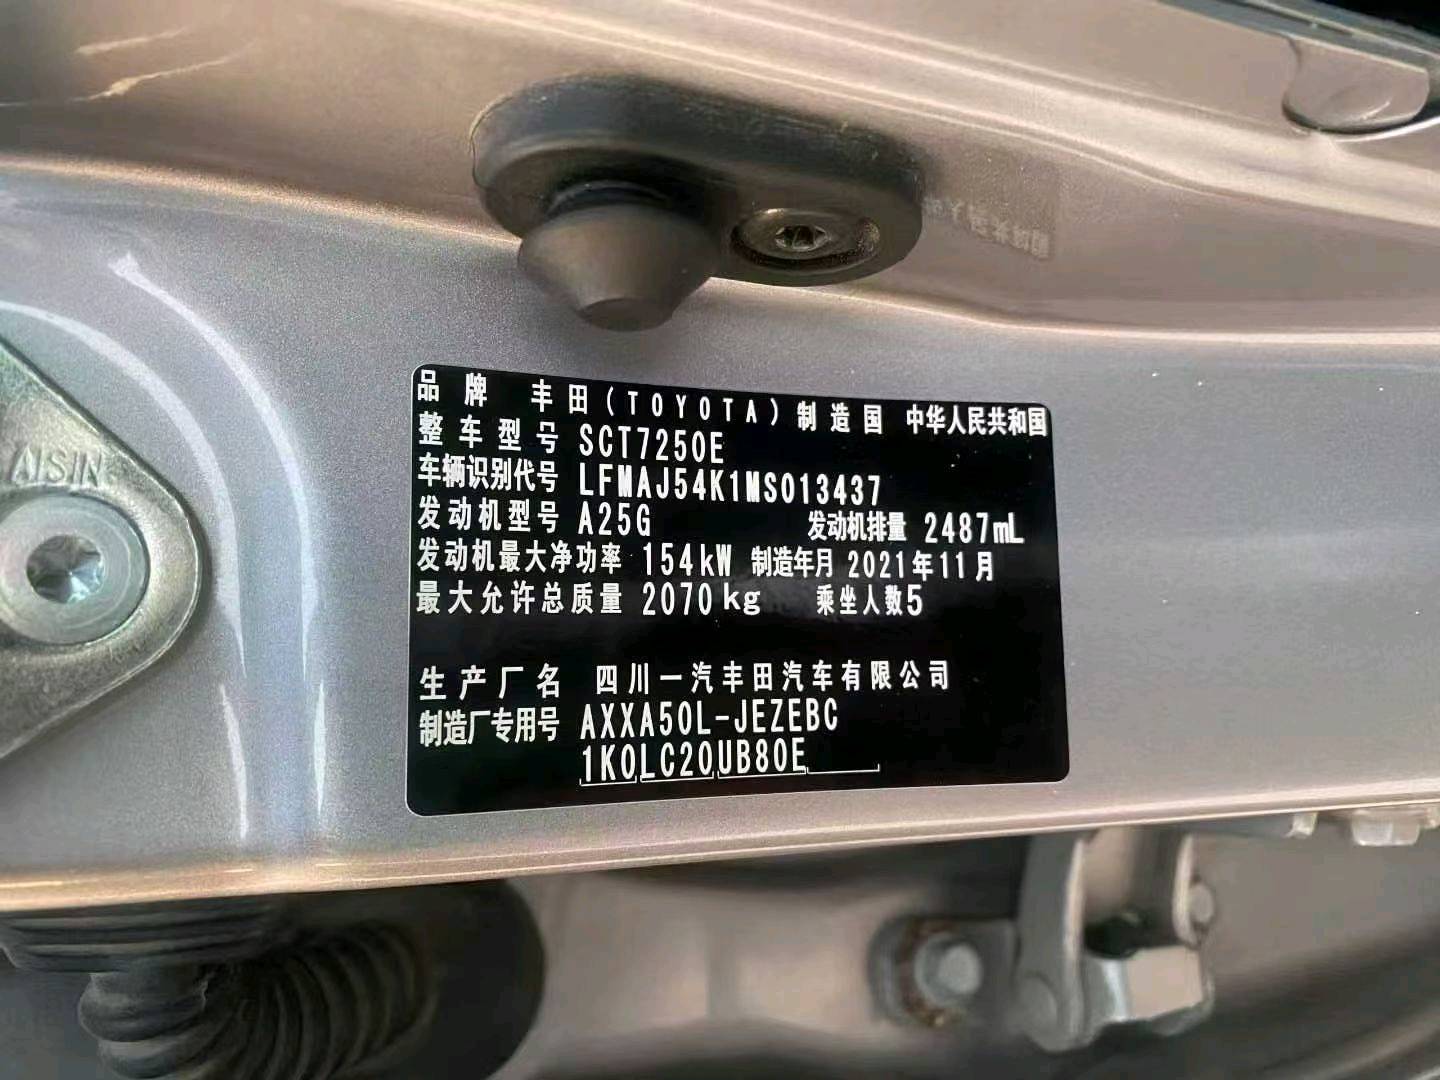 AISIN
品牌 丰田(TOYOTA) 制造国 中华人民共和国
整车型号 SCT7250E
车辆识别代号 LFMAJ54K1MS013437
发动机型号 A25G 发动机排量 2487mL
发动机最大净功率 154kW 制造年月 2021年11月
最大允许总质量 2070kg 乘坐人数5
生产厂名 四川一汽丰田汽车有限公司
制造厂专用号 AXXA50L-JEZEBC
1K0LC20UB80E